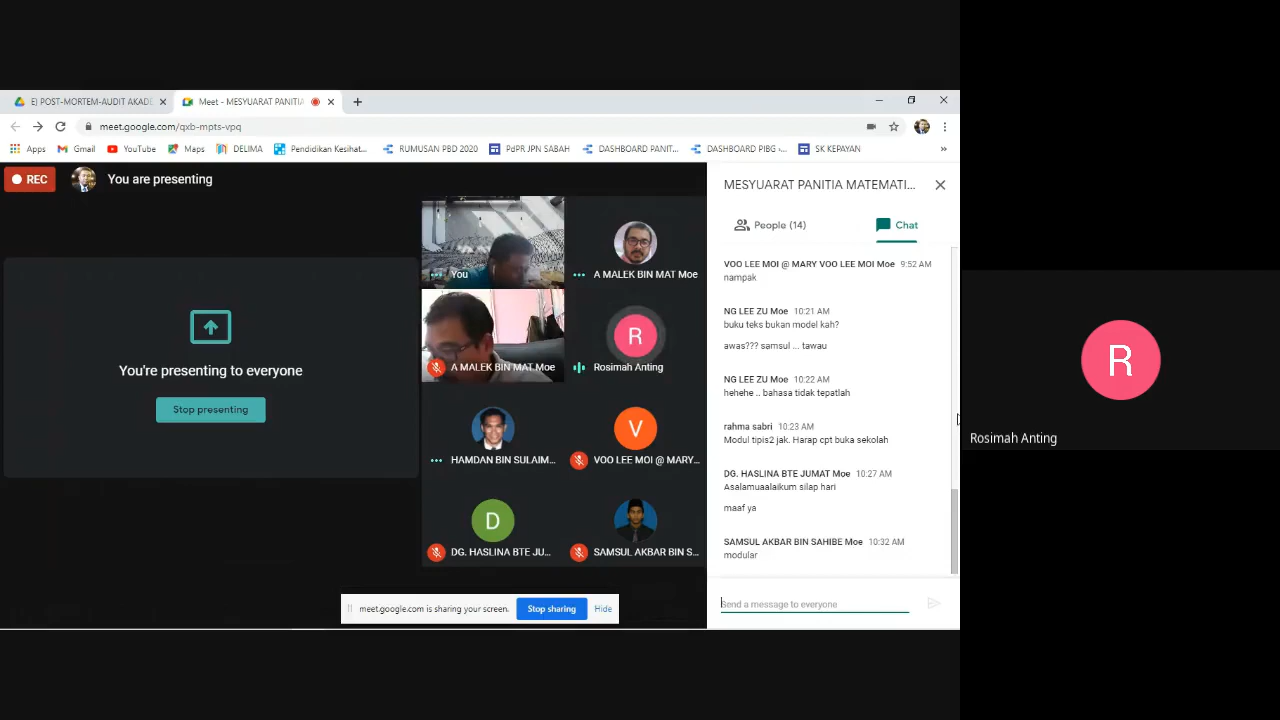 E) POST-MORTEM-AUDIT AKADE
Meet - MESYUARAT PANITIA
meet.google.com/qxb-mpts-vpq
Apps
Gmail
YouTube
Maps
DELIMA
Pendidikan Kesihat...
RUMUSAN PBD 2020
PdPR JPN SABAH
DASHBOARD PANIT...
DASHBOARD PIBG -...
SK KEPAYAN
REC
You are presenting
You're presenting to everyone
Stop presenting
You
A MALEK BIN MAT Moe
A MALEK BIN MAT Moe
R
Rosimah Anting
HAMDAN BIN SULAIM...
V
VOO LEE MOI @ MARY...
D
DG. HASLINA BTE JU...
SAMSUL AKBAR BIN S...
meet.google.com is sharing your screen.
Stop sharing
Hide
MESYUARAT PANITIA MATEMATI...
People (14)
Chat
VOO LEE MOI @ MARY VOO LEE MOI Moe 9:52 AM
nampak
NG LEE ZU Moe 10:21 AM
buku teks bukan model kah?
awas??? samsul ... tawau
NG LEE ZU Moe 10:22 AM
hehehe .. bahasa tidak tepatlah
rahma sabri 10:23 AM
Modul tipis2 jak. Harap cpt buka sekolah
DG. HASLINA BTE JUMAT Moe 10:27 AM
Asalamuaalaikum silap hari
maaf ya
SAMSUL AKBAR BIN SAHIBE Moe 10:32 AM
modular
Send a message to everyone
R
Rosimah Anting